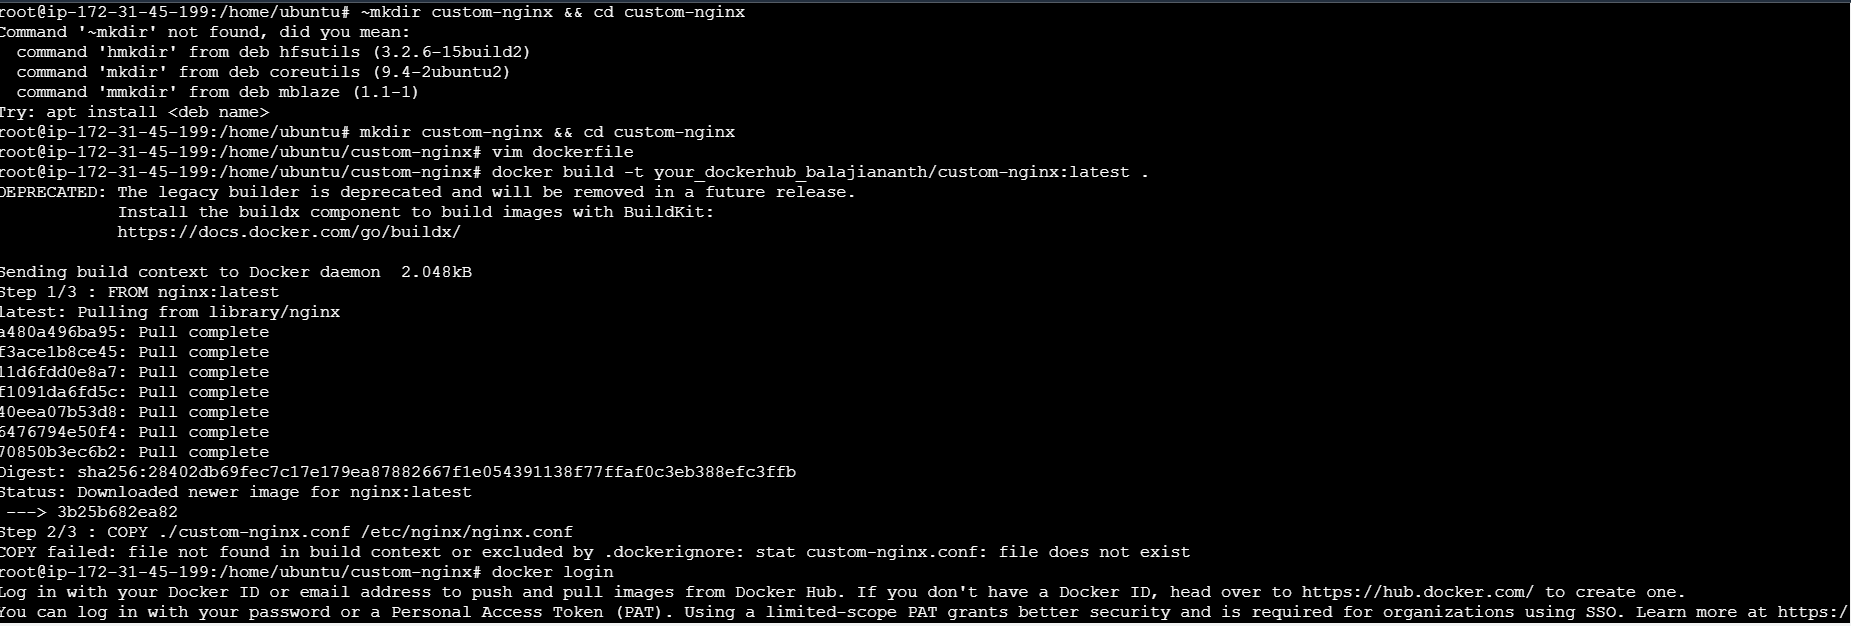 root@ip-172-31-45-199:/home/ubuntu# ~mkdir custom-nginx && cd custom-nginx
Command '~mkdir' not found, did you mean:
  command 'hmkdir' from deb hfsutils (3.2.6-15build2)
  command 'mkdir' from deb coreutils (9.4-2ubuntu2)
  command 'mmkdir' from deb mblaze (1.1-1)
Try: apt install <deb name>
root@ip-172-31-45-199:/home/ubuntu# mkdir custom-nginx && cd custom-nginx
root@ip-172-31-45-199:/home/ubuntu/custom-nginx# vim dockerfile
root@ip-172-31-45-199:/home/ubuntu/custom-nginx# docker build -t your_dockerhub_balajiananth/custom-nginx:latest .
DEPRECATED: The legacy builder is deprecated and will be removed in a future release.
            Install the buildx component to build images with BuildKit:
            https://docs.docker.com/go/buildx/

Sending build context to Docker daemon  2.048kB
Step 1/3 : FROM nginx:latest
latest: Pulling from library/nginx
a480a496ba95: Pull complete
f3ace1b8ce45: Pull complete
11d6fdd0e8a7: Pull complete
f1091da6fd5c: Pull complete
40eea07b53d8: Pull complete
6476794e50f4: Pull complete
70850b3ec6b2: Pull complete
Digest: sha256:28402db69fec7c17e179ea87882667f1e054391138f77ffaf0c3eb388efc3ffb
Status: Downloaded newer image for nginx:latest
 ---> 3b25b682ea82
Step 2/3 : COPY ./custom-nginx.conf /etc/nginx/nginx.conf
COPY failed: file not found in build context or excluded by .dockerignore: stat custom-nginx.conf: file does not exist
root@ip-172-31-45-199:/home/ubuntu/custom-nginx# docker login
Log in with your Docker ID or email address to push and pull images from Docker Hub. If you don't have a Docker ID, head over to https://hub.docker.com/ to create one.
You can log in with your password or a Personal Access Token (PAT). Using a limited-scope PAT grants better security and is required for organizations using SSO. Learn more at https:/